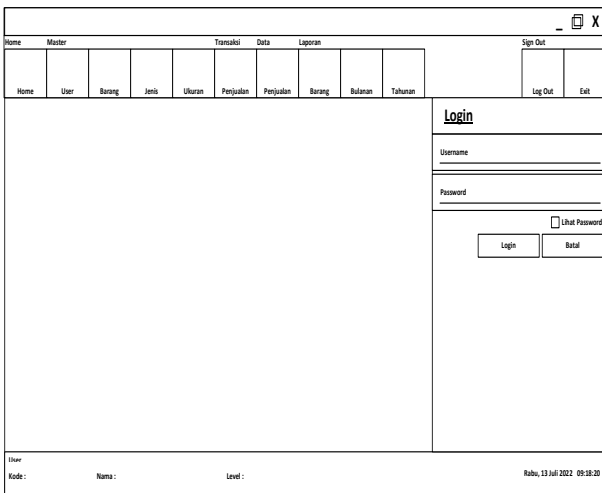 _ X
Home Master Transaksi Data Laporan Sign Out
Home User Barang Jenis Ukuran Penjualan Penjualan Barang Bulanan Tahunan Log Out Exit
Login
Username
Password
Lihat Password
Login Batal
User
Kode : Nama : Level : Rabu, 13 Juli 2022 09:18:20